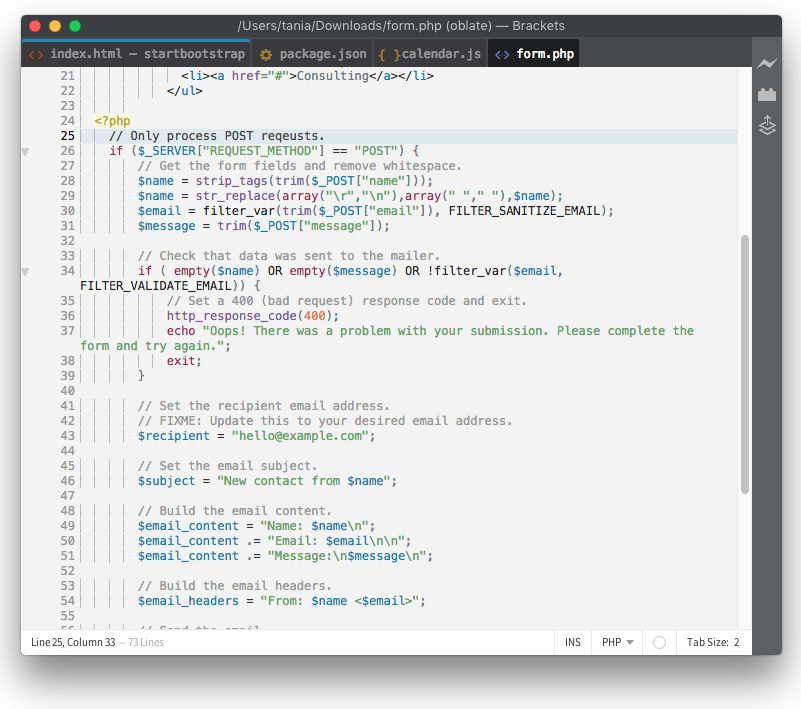 /Users/tania/Downloads/form.php (oblate) — Brackets
<> index.html — startbootstrap package.json { }calendar.js <> form.php
21 <li><a href="#">Consulting</a></li>
22 </ul>
23
24 <?php
25 // Only process POST reqeusts.
26 if ($_SERVER["REQUEST_METHOD"] == "POST") {
27 // Get the form fields and remove whitespace.
28 $name = strip_tags(trim($_POST["name"]));
29 $name = str_replace(array("\r","\n"),array(" "," "),$name);
30 $email = filter_var(trim($_POST["email"]), FILTER_SANITIZE_EMAIL);
31 $message = trim($_POST["message"]);
32
33 // Check that data was sent to the mailer.
34 if ( empty($name) OR empty($message) OR !filter_var($email,
FILTER_VALIDATE_EMAIL)) {
35 // Set a 400 (bad request) response code and exit.
36 http_response_code(400);
37 echo "Oops! There was a problem with your submission. Please complete the
form and try again.";
38 exit;
39 }
40
41 // Set the recipient email address.
42 // FIXME: Update this to your desired email address.
43 $recipient = "hello@example.com";
44
45 // Set the email subject.
46 $subject = "New contact from $name";
47
48 // Build the email content.
49 $email_content = "Name: $name\n";
50 $email_content .= "Email: $email\n\n";
51 $email_content .= "Message:\n$message\n";
52
53 // Build the email headers.
54 $email_headers = "From: $name <$email>";
55
Line 25, Column 33 — 73 Lines INS PHP Tab Size: 2